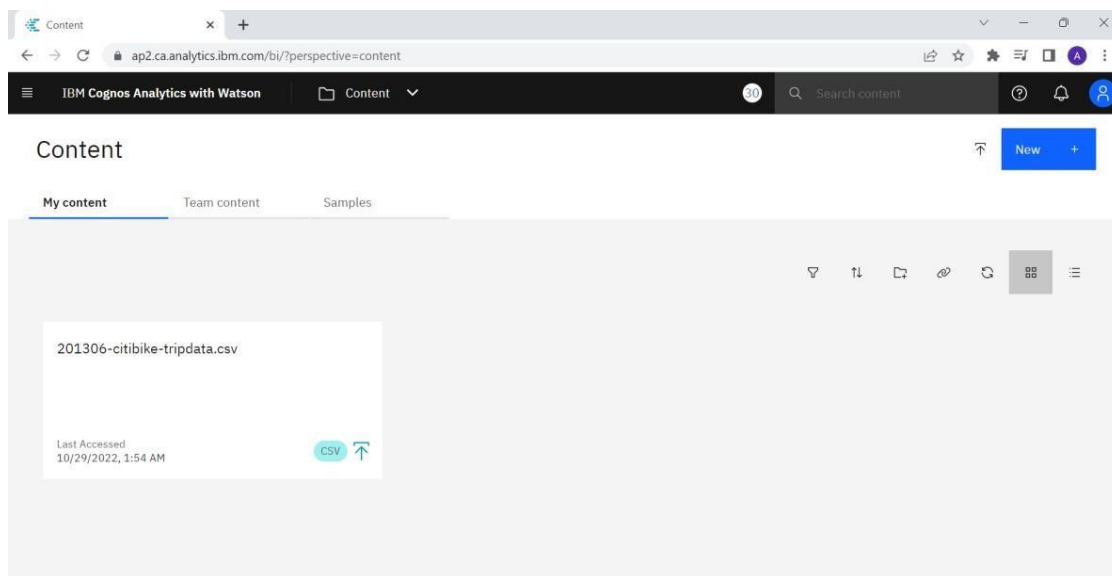 Content
ap2.ca.analytics.ibm.com/bi/?perspective=content
A
IBM Cognos Analytics with Watson Content 30 Search content
Content
New +
My content Team content Samples
201306-citibike-tripdata.csv
Last Accessed
10/29/2022, 1:54 AM
CSV